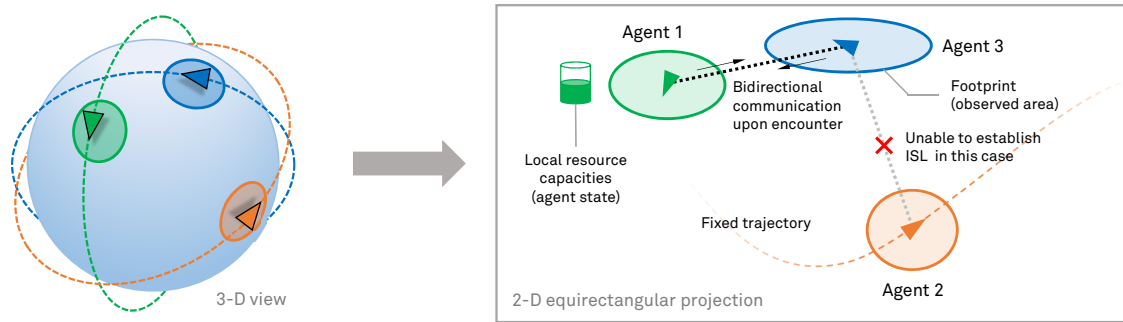 3-D view
Agent 1
Agent 3
Footprint
(observed area)
Bidirectional
communication
upon encounter
Local resource
capacities
(agent state)
Unable to establish
ISL in this case
Fixed trajectory
Agent 2
2-D equirectangular projection